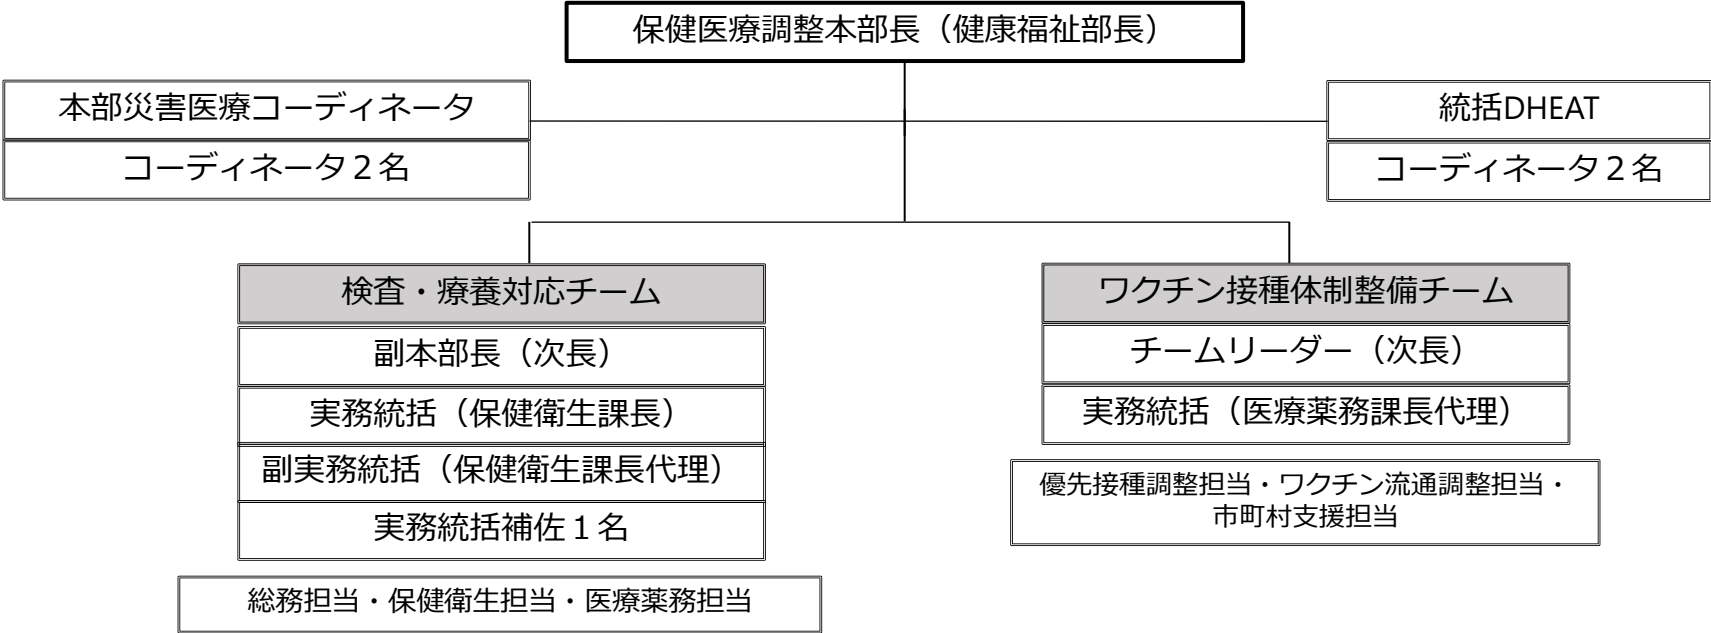 保健医療調整本部長（健康福祉部長）
本部災害医療コーディネータ
コーディネータ２名
統括DHEAT
コーディネータ２名
検査・療養対応チーム
副本部長（次長）
実務統括（保健衛生課長）
副実務統括（保健衛生課長代理）
実務統括補佐１名
総務担当・保健衛生担当・医療薬務担当
ワクチン接種体制整備チーム
チームリーダー（次長）
実務統括（医療薬務課長代理）
優先接種調整担当・ワクチン流通調整担当・
市町村支援担当